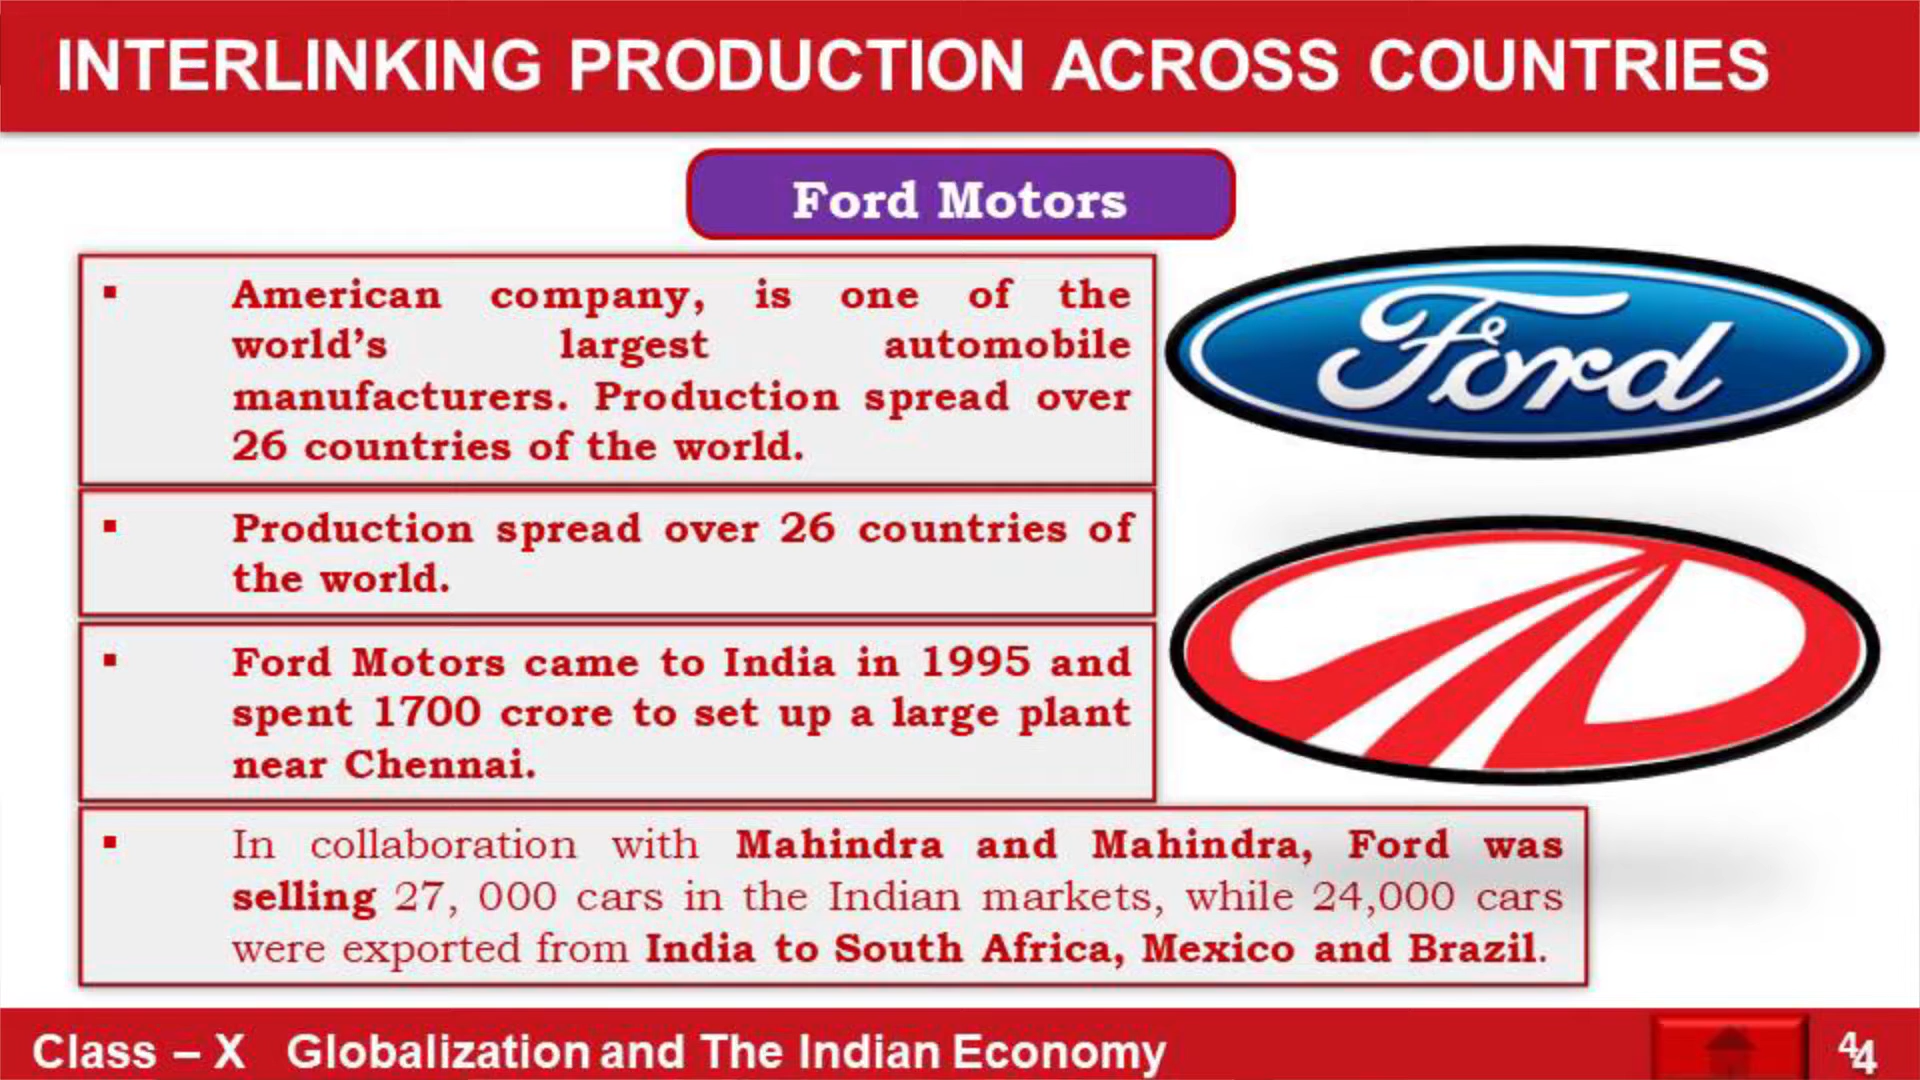 INTERLINKING PRODUCTION ACROSS COUNTRIES
Ford Motors
▪ American company, is one of the
world's largest automobile
manufacturers. Production spread over
26 countries of the world.
Ford
▪ Production spread over 26 countries of
the world.
▪ Ford Motors came to India in 1995 and
spent 1700 crore to set up a large plant
near Chennai.
▪ In collaboration with Mahindra and Mahindra, Ford was
selling 27, 000 cars in the Indian markets, while 24,000 cars
were exported from India to South Africa, Mexico and Brazil.
Class – X Globalization and The Indian Economy